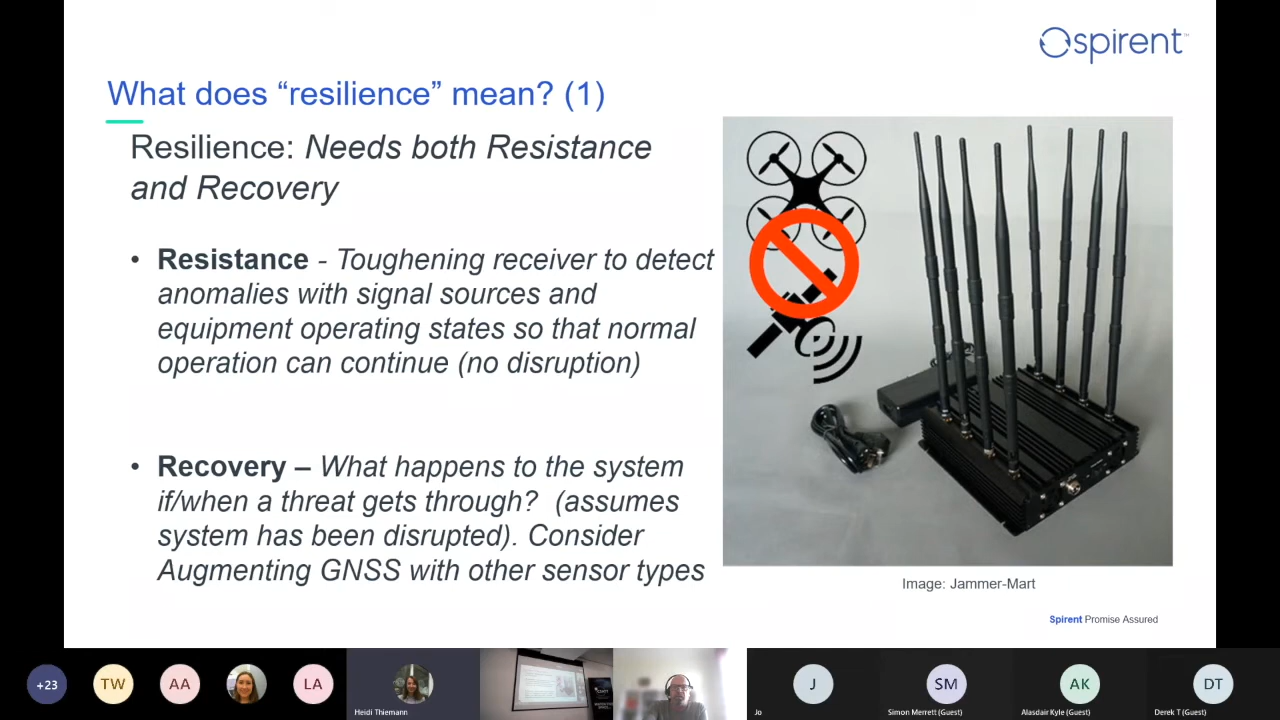 spirent
What does “resilience” mean? (1)
Resilience: Needs both Resistance
and Recovery
• Resistance - Toughening receiver to detect
anomalies with signal sources and
equipment operating states so that normal
operation can continue (no disruption)
• Recovery – What happens to the system
if/when a threat gets through? (assumes
system has been disrupted). Consider
Augmenting GNSS with other sensor types
Image: Jammer-Mart
Spirent Promise Assured
+23
TW
AA
LA
Heidi Thiemann
J
Jo
SM
Simon Merrett (Guest)
AK
Alasdair Kyle (Guest)
DT
Derek T (Guest)